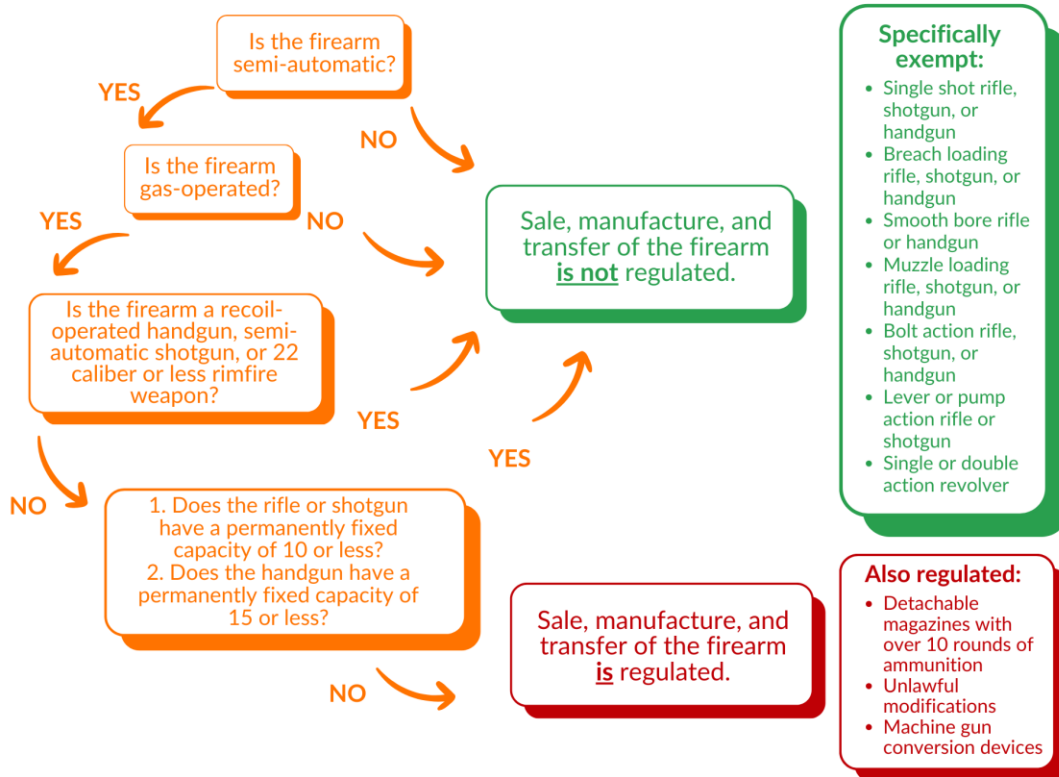 Is the firearm
semi-automatic?
YES
NO
Is the firearm
gas-operated?
YES
NO
Is the firearm a recoil-
operated handgun, semi-
automatic shotgun, or 22
caliber or less rimfire
weapon?
YES
NO
1. Does the rifle or shotgun
have a permanently fixed
capacity of 10 or less?
2. Does the handgun have a
permanently fixed capacity of
15 or less?
YES
NO
Sale, manufacture, and
transfer of the firearm
is not regulated.
Sale, manufacture, and
transfer of the firearm
is regulated.
Specifically
exempt:
• Single shot rifle,
shotgun, or
handgun
• Breach loading
rifle, shotgun, or
handgun
• Smooth bore rifle
or handgun
• Muzzle loading
rifle, shotgun, or
handgun
• Bolt action rifle,
shotgun, or
handgun
• Lever or pump
action rifle or
shotgun
• Single or double
action revolver
Also regulated:
• Detachable
magazines with
over 10 rounds of
ammunition
• Unlawful
modifications
• Machine gun
conversion devices